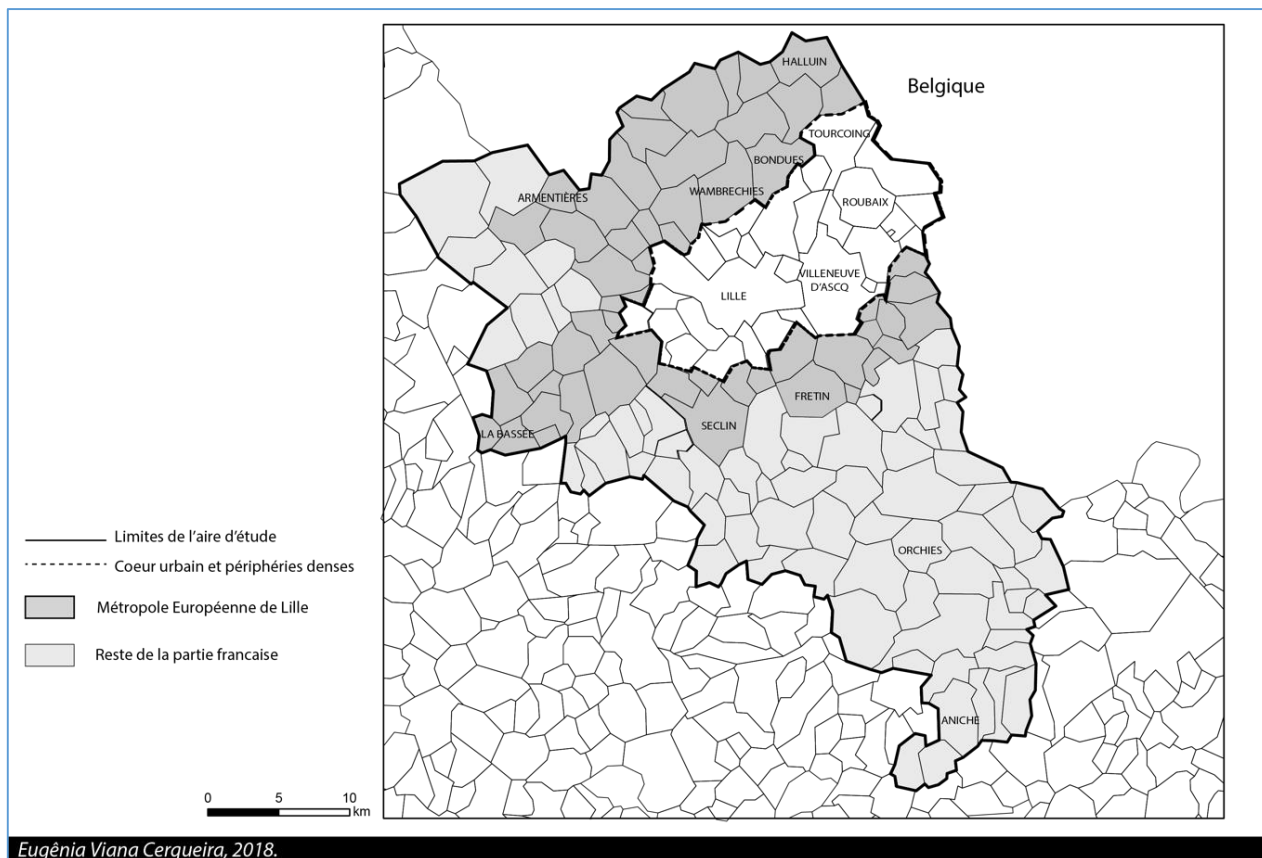 HALLUIN
Belgique
TOURCOING
BONDUES
ARMENTIÈRES
WAMBRECHIES
ROUBAIX
VILLENEUVE
D'ASCQ
LILLE
FRETIN
SECLIN
LA BASSÉE
ORCHIES
ANICHE
Limites de l'aire d'étude
Coeur urbain et périphéries denses
Métropole Européenne de Lille
Reste de la partie francaise
0 5 10
km
Eugênia Viana Cerqueira, 2018.